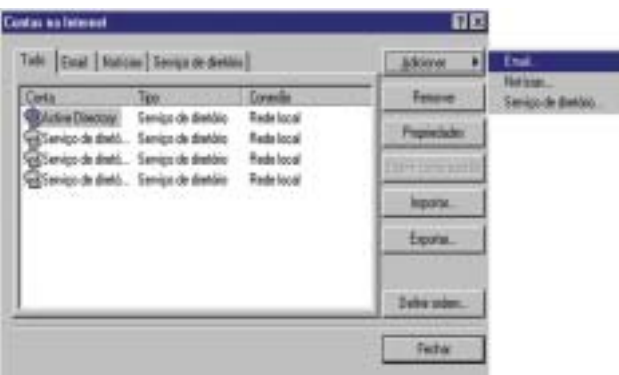 Contas na Internet
Tudo Email Notícias Serviço de diretório
Conta Tipo Conexão
Active Directory Serviço de diretório Rede local
Serviço de diretó... Serviço de diretório Rede local
Serviço de diretó... Serviço de diretório Rede local
Serviço de diretó... Serviço de diretório Rede local
Adicionar
Remover
Propriedades
Importar...
Exportar...
Definir ordem...
Fechar
Email...
Notícias...
Serviço de diretório...